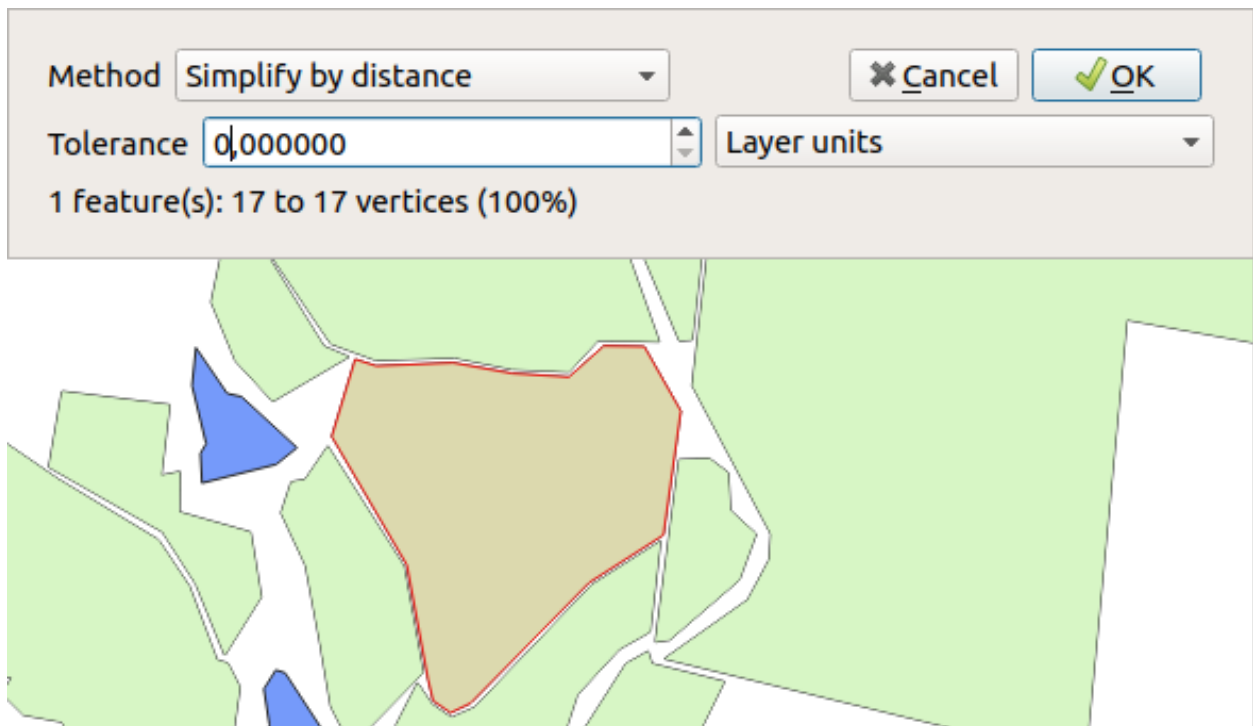 Method Simplify by distance Cancel OK
Tolerance 0,000000 Layer units
1 feature(s): 17 to 17 vertices (100%)